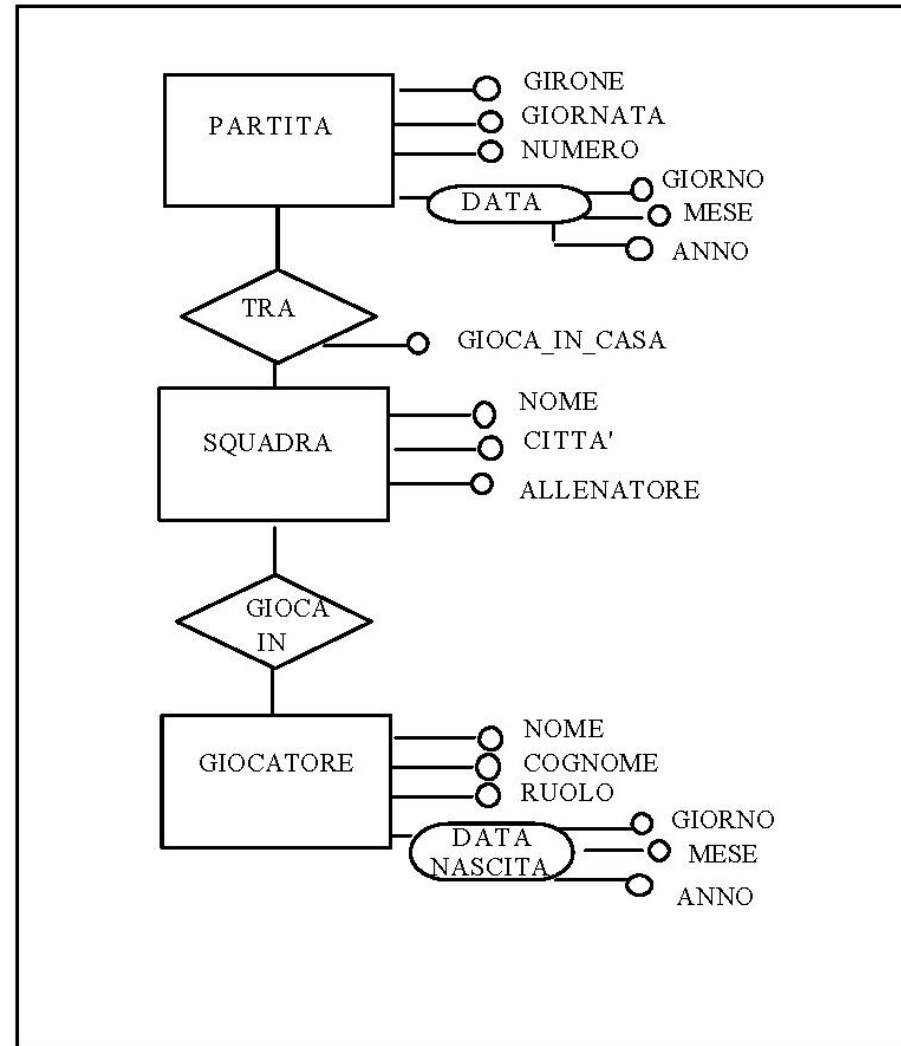 PARTITA
GIRONE
GIORNATA
NUMERO
DATA
GIORNO
MESE
ANNO
TRA
GIOCA_IN_CASA
SQUADRA
NOME
CITTA'
ALLENATORE
GIOCA
IN
GIOCATORE
NOME
COGNOME
RUOLO
DATA
NASCITA
GIORNO
MESE
ANNO